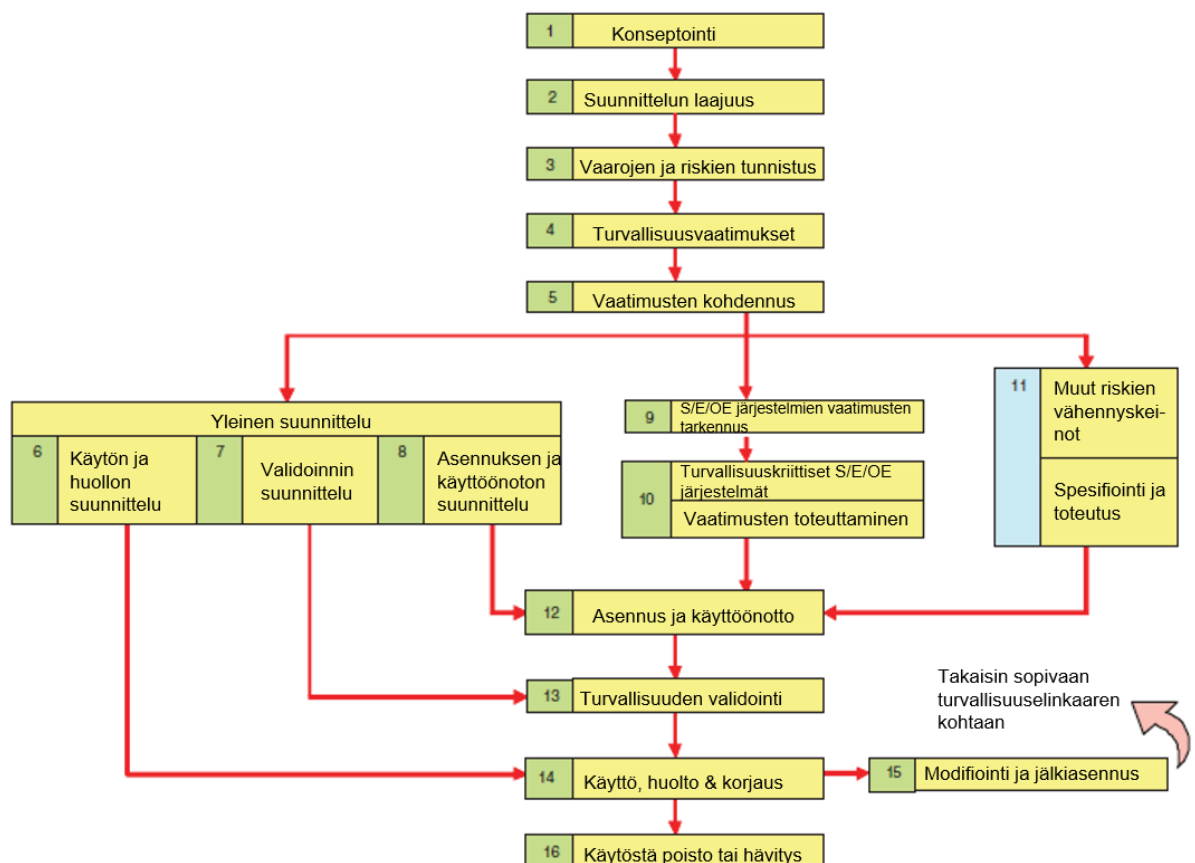 1 Konseptointi
2 Suunnittelun laajuus
3 Vaarojen ja riskien tunnistus
4 Turvallisuusvaatimukset
5 Vaatimusten kohdennus
Yleinen suunnittelu
6 Käytön ja
huollon
suunnittelu
7 Validoinnin
suunnittelu
8 Asennuksen ja
käyttöönoton
suunnittelu
9 S/E/OE järjestelmien vaatimusten
tarkennus
10 Turvallisuuskriittiset S/E/OE
järjestelmät
Vaatimusten toteuttaminen
11 Muut riskien
vähennyskei-
not
Spesifiointi ja
toteutus
12 Asennus ja käyttöönotto
13 Turvallisuuden validointi
Takaisin sopivaan
turvallisuuselinkaaren
kohtaan
14 Käyttö, huolto & korjaus
15 Modifiointi ja jälkiasennus
16 Käytöstä poisto tai hävitys